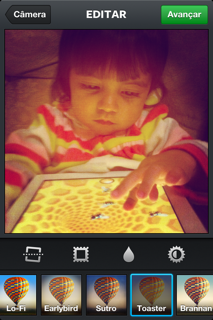 Câmera
EDITAR
Avançar
Lo-Fi
Earlybird
Sutro
Toaster
Brannan